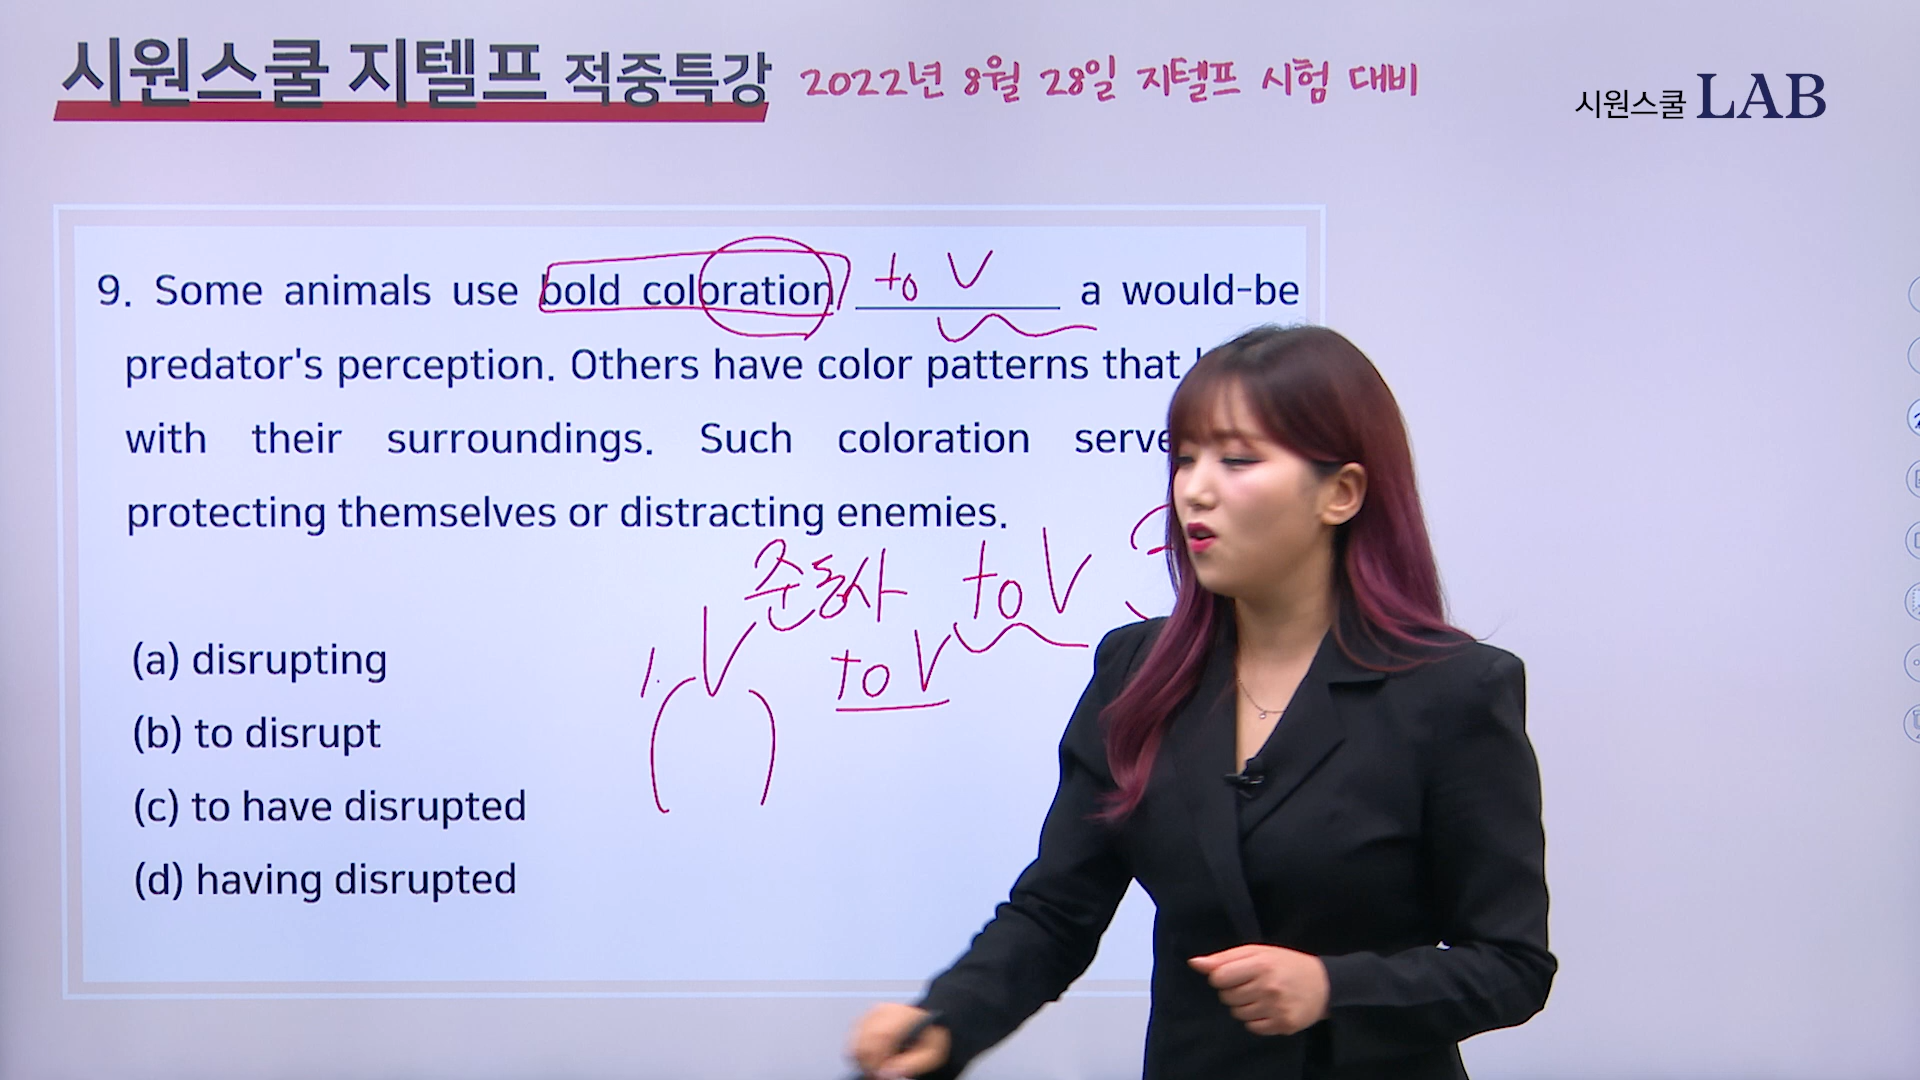 시원스쿨 지텔프 적중특강 2022년 8월 28일 지텔프 시험 대비
시원스쿨 LAB
9. Some animals use bold coloration to V a would-be
predator's perception. Others have color patterns that
with their surroundings. Such coloration serve
protecting themselves or distracting enemies.
준동사 to V
1. V to V
( )
(a) disrupting
(b) to disrupt
(c) to have disrupted
(d) having disrupted